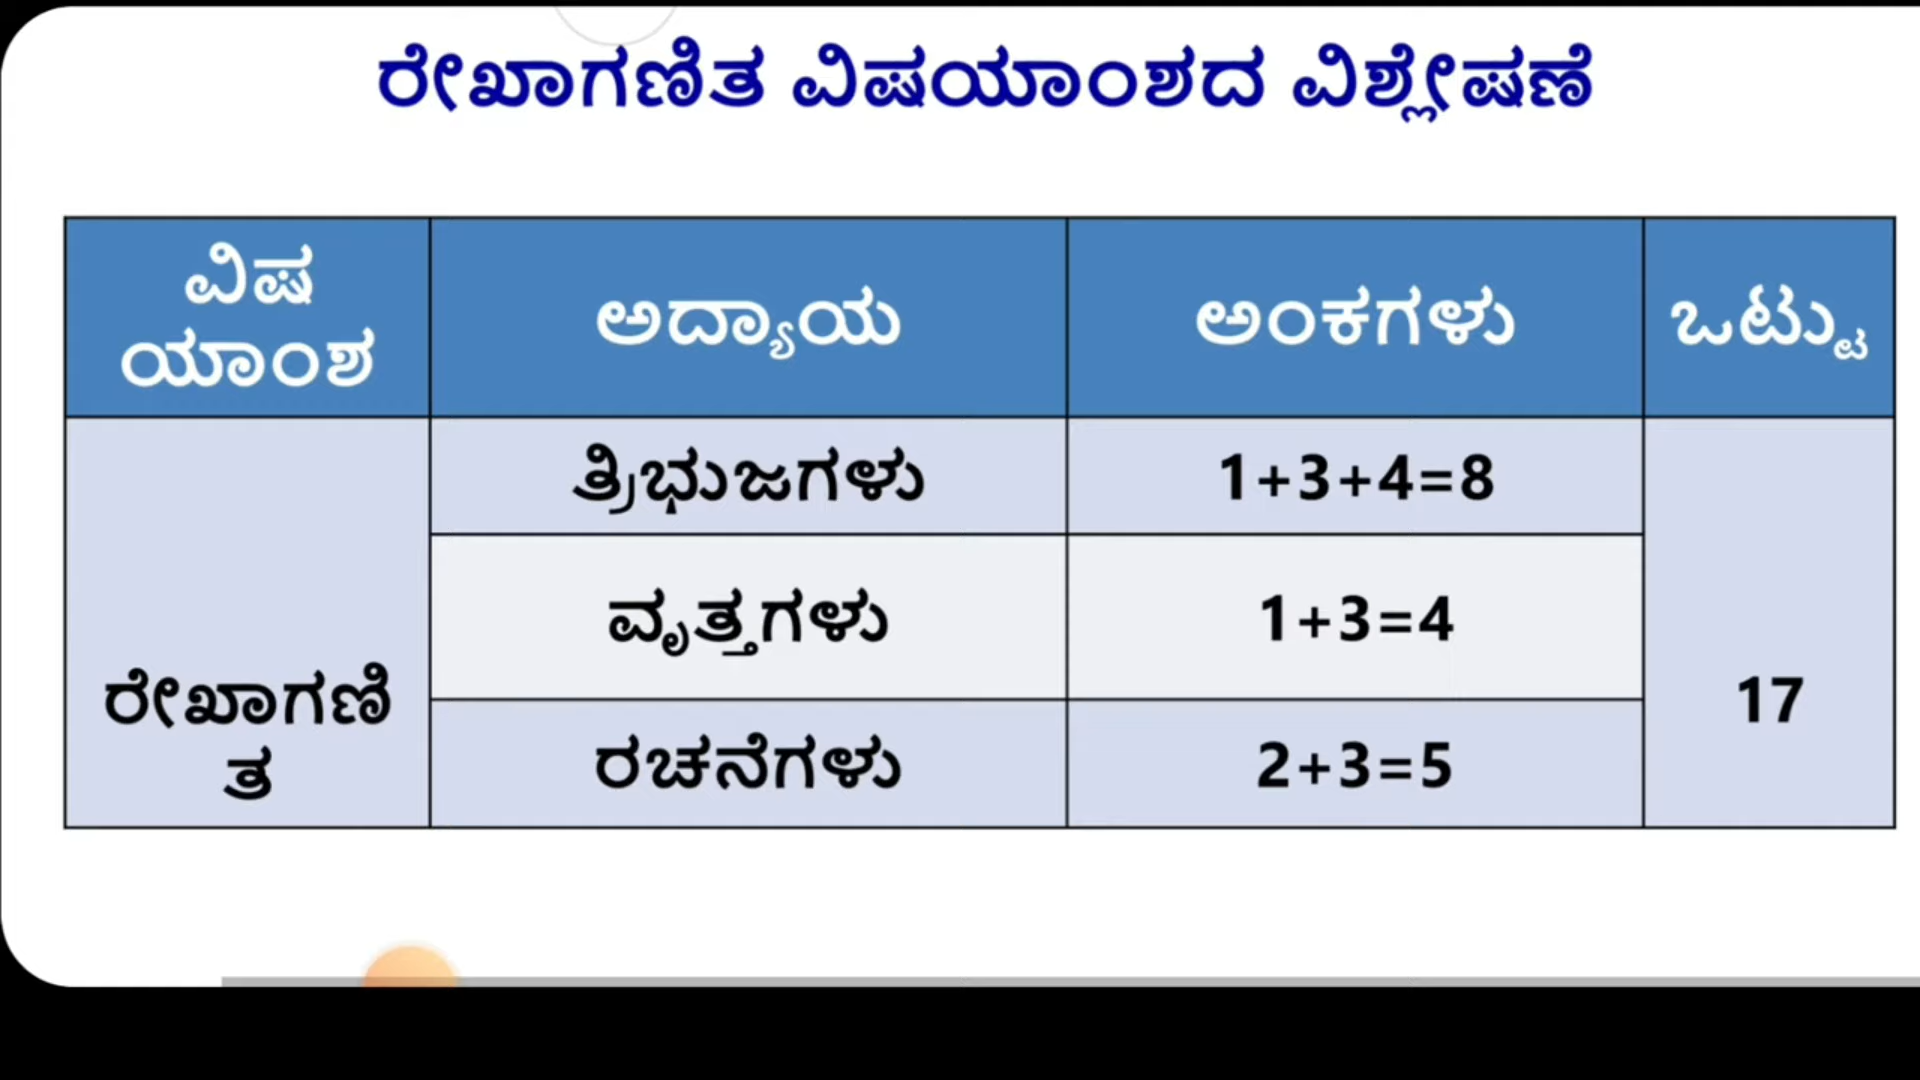 ರೇಖಾಗಣಿತ ವಿಷಯಾಂಶದ ವಿಶ್ಲೇಷಣೆ
ವಿಷ
ಯಾಂಶ
ಅದ್ಯಾಯ
ಅಂಕಗಳು
ಒಟ್ಟು
ರೇಖಾಗಣಿ
ತ
ತ್ರಿಭುಜಗಳು
1+3+4=8
ವೃತ್ತಗಳು
1+3=4
ರಚನೆಗಳು
2+3=5
17